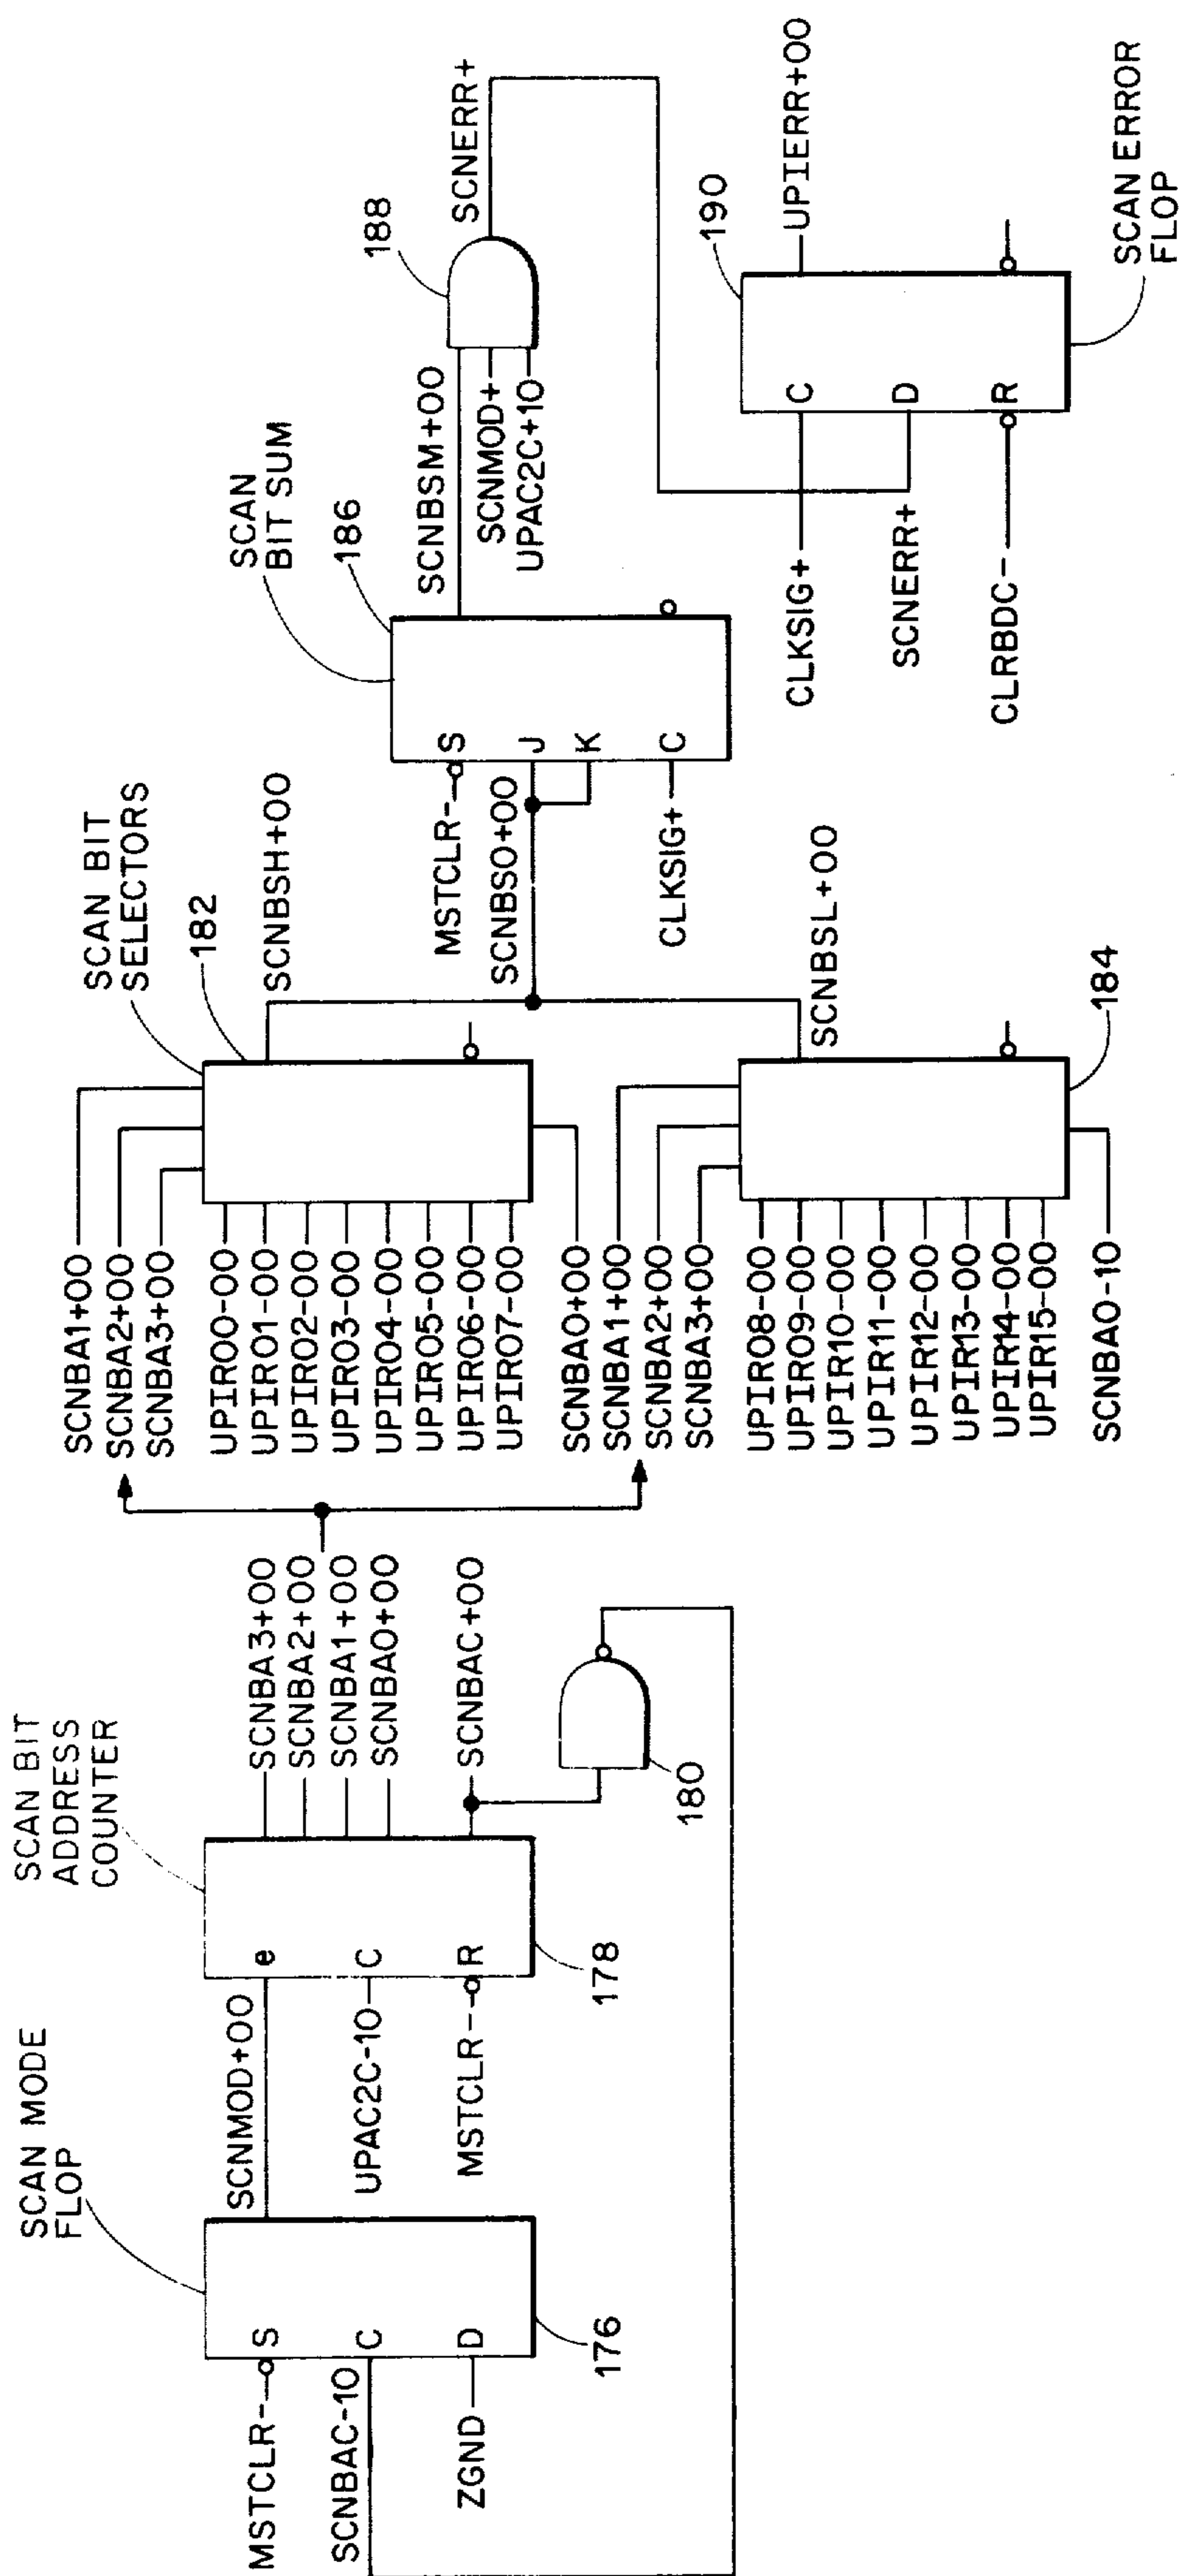 SCAN MODE
FLOP
MSTCLR-
S
SCNBAC-10
C
ZGND
D
176
SCNMOD+00
SCAN BIT
ADDRESS
COUNTER
e
UPAC2C-10
C
MSTCLR-
R
178
SCNBA3+00
SCNBA2+00
SCNBA1+00
SCNBA0+00
SCNBAC+00
180
SCAN BIT
SELECTORS
182
SCNBA1+00
SCNBA2+00
SCNBA3+00
UPIR00-00
UPIR01-00
UPIR02-00
UPIR03-00
UPIR04-00
UPIR05-00
UPIR06-00
UPIR07-00
SCNBA0+00
SCNBSH+00
SCNBA1+00
SCNBA2+00
SCNBA3+00
UPIR08-00
UPIR09-00
UPIR10-00
UPIR11-00
UPIR12-00
UPIR13-00
UPIR14-00
UPIR15-00
SCNBA0-10
SCNBSL+00
184
SCAN
BIT SUM
186
MSTCLR-
S
SCNBS0+00
J
K
CLKSIG+
C
SCNBSM+00
SCNMOD+
UPAC2C+10
188
SCNERR+
190
CLKSIG+
C
SCNERR+
D
CLRBDC-
R
UPIERR+00
SCAN ERROR
FLOP